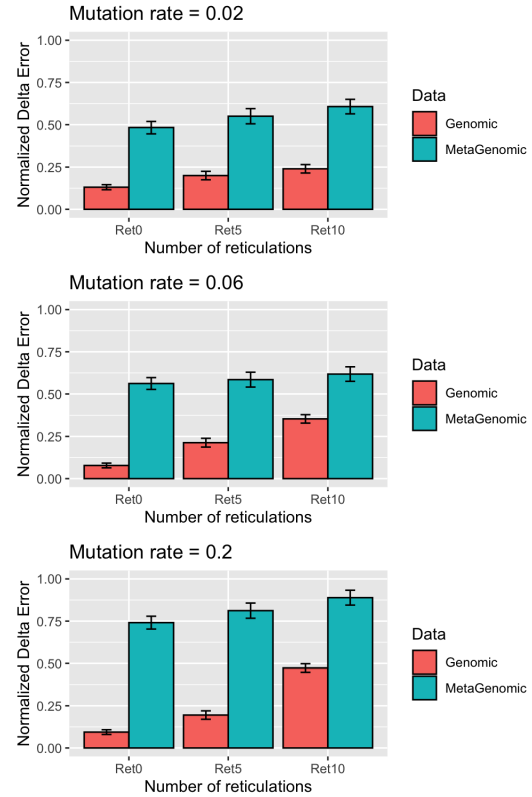 Mutation rate = 0.02
Normalized Delta Error
1.00
0.75
0.50
0.25
0.00
Ret0 Ret5 Ret10
Number of reticulations
Data
Genomic
MetaGenomic
Mutation rate = 0.06
Normalized Delta Error
1.00
0.75
0.50
0.25
0.00
Ret0 Ret5 Ret10
Number of reticulations
Data
Genomic
MetaGenomic
Mutation rate = 0.2
Normalized Delta Error
1.00
0.75
0.50
0.25
0.00
Ret0 Ret5 Ret10
Number of reticulations
Data
Genomic
MetaGenomic